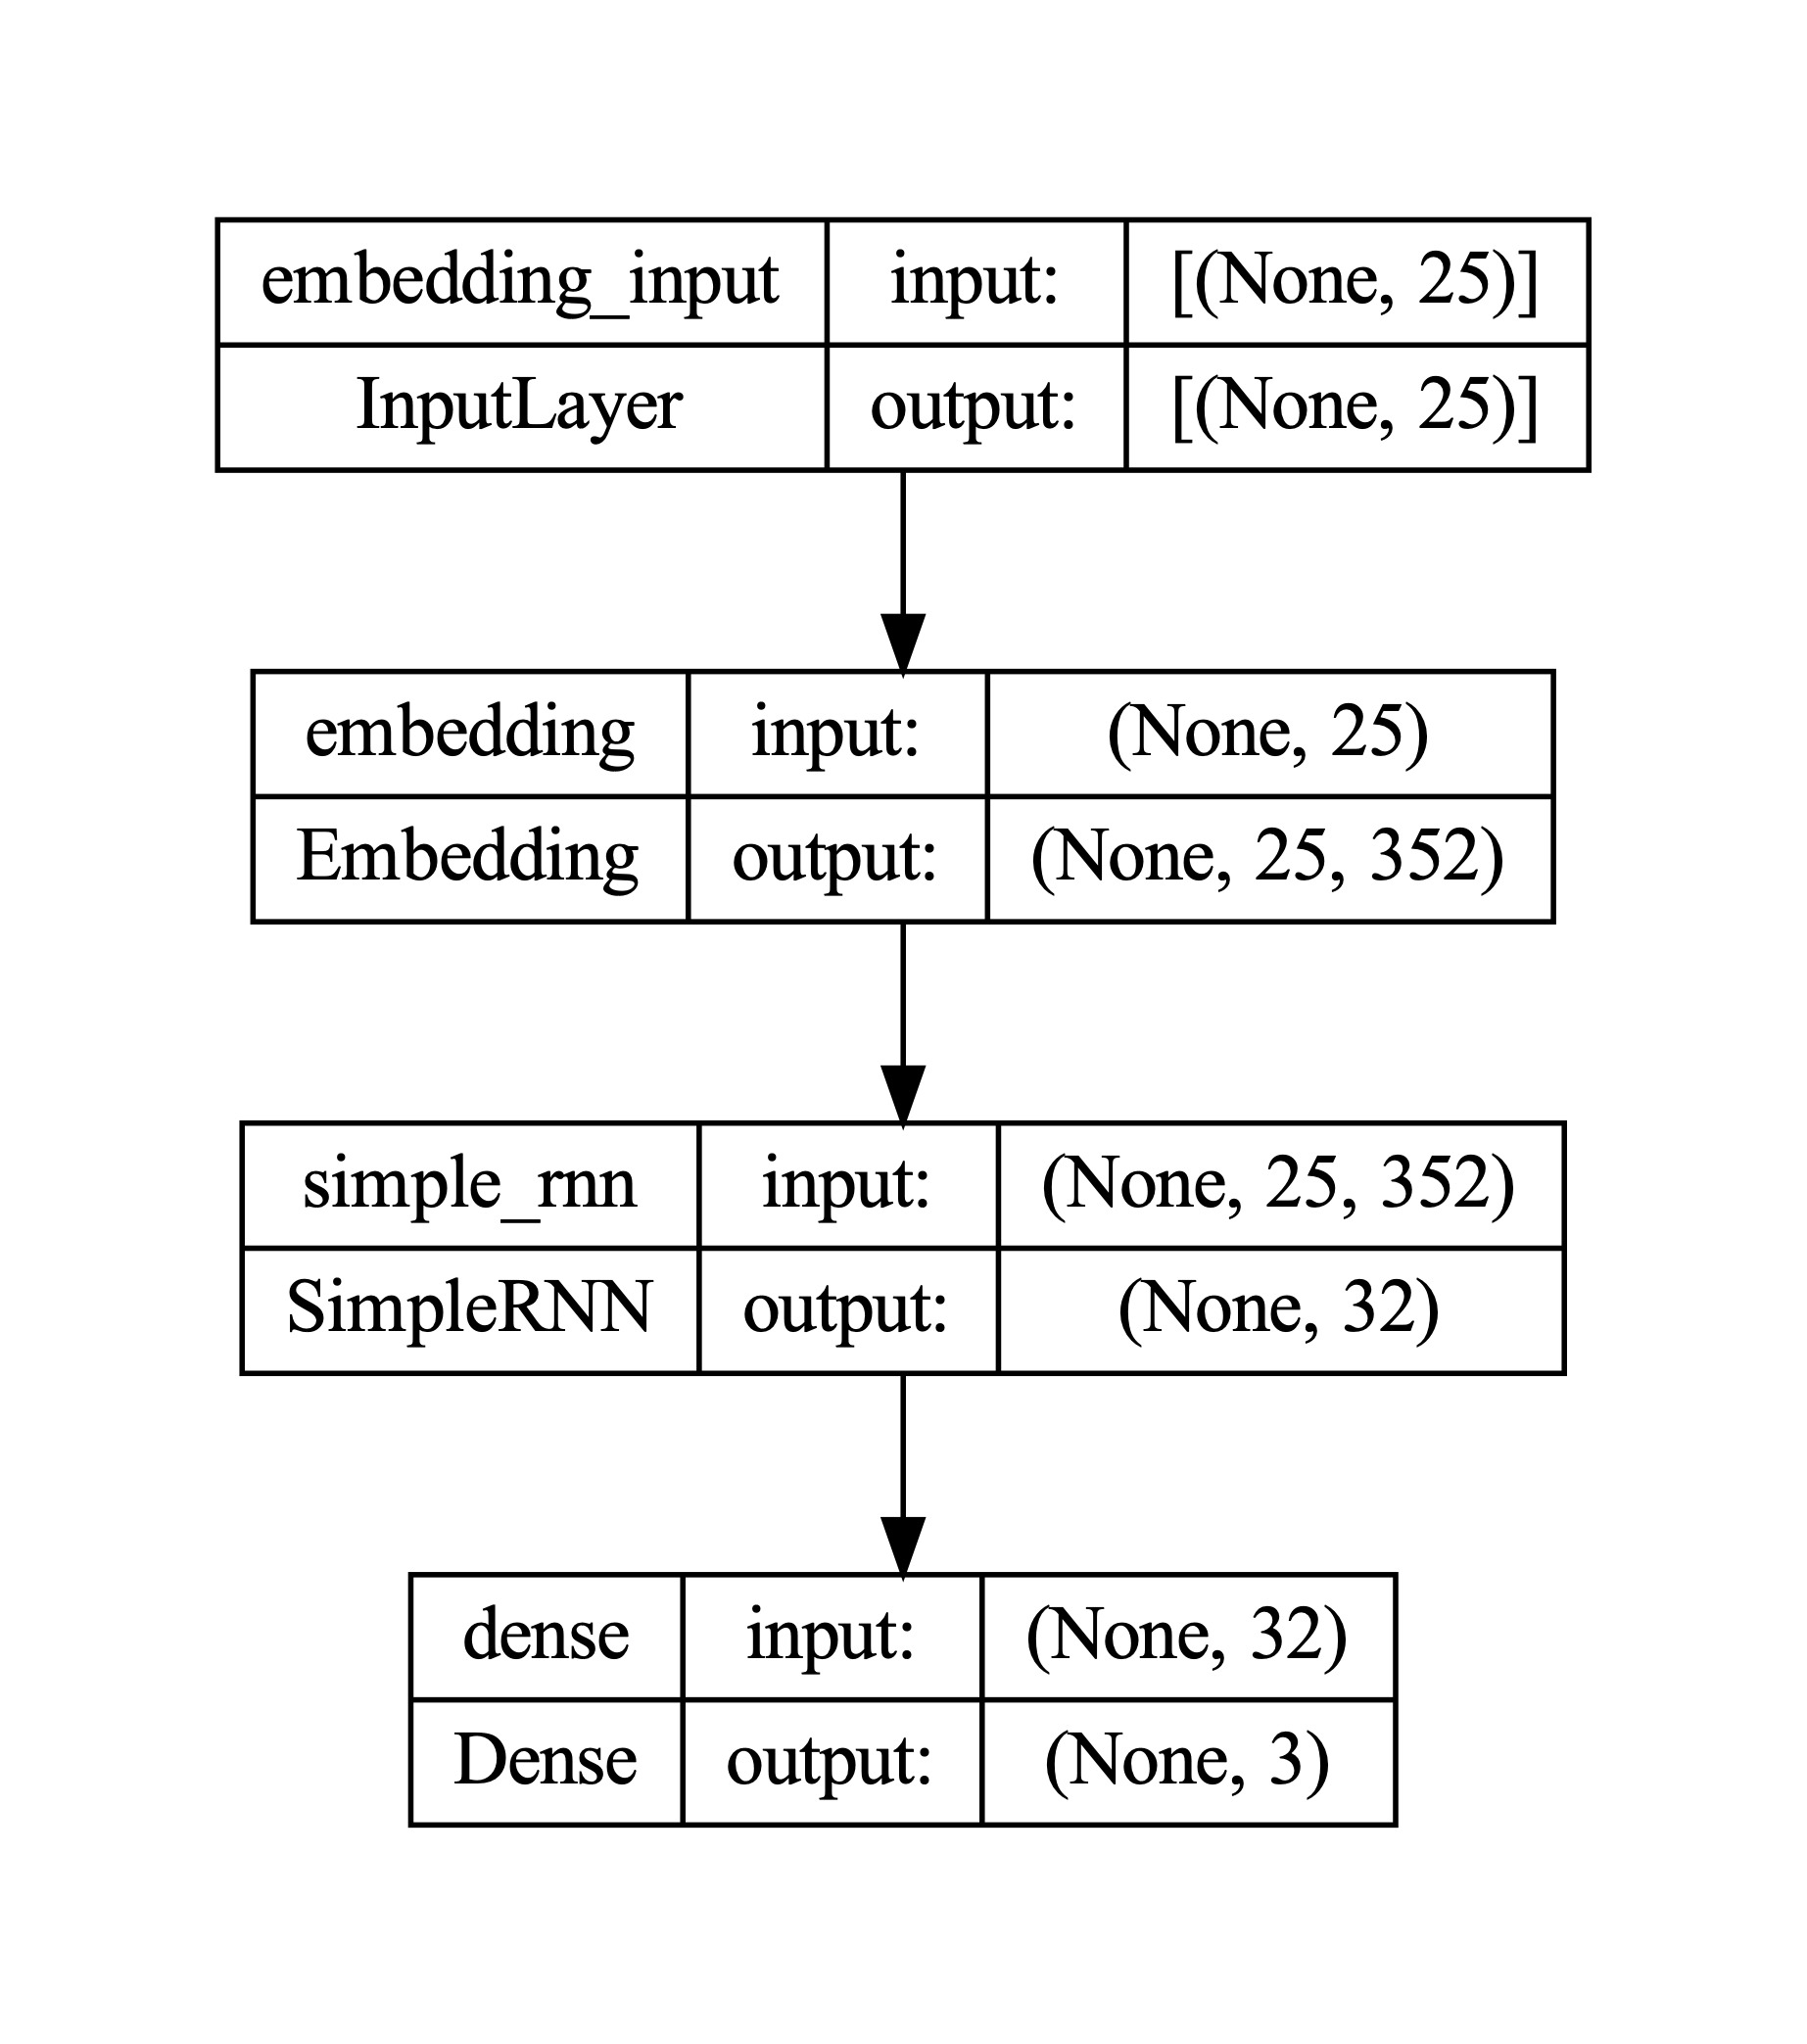 embedding_input input: [(None, 25)]
InputLayer output: [(None, 25)]
embedding input: (None, 25)
Embedding output: (None, 25, 352)
simple_rnn input: (None, 25, 352)
SimpleRNN output: (None, 32)
dense input: (None, 32)
Dense output: (None, 3)